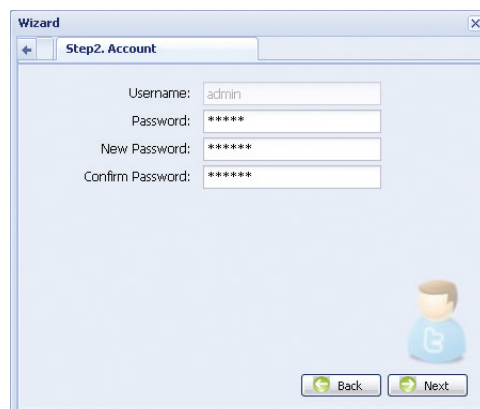 Wizard
Step2. Account
Username: admin
Password: *****
New Password: ******
Confirm Password: ******
t
Back Next